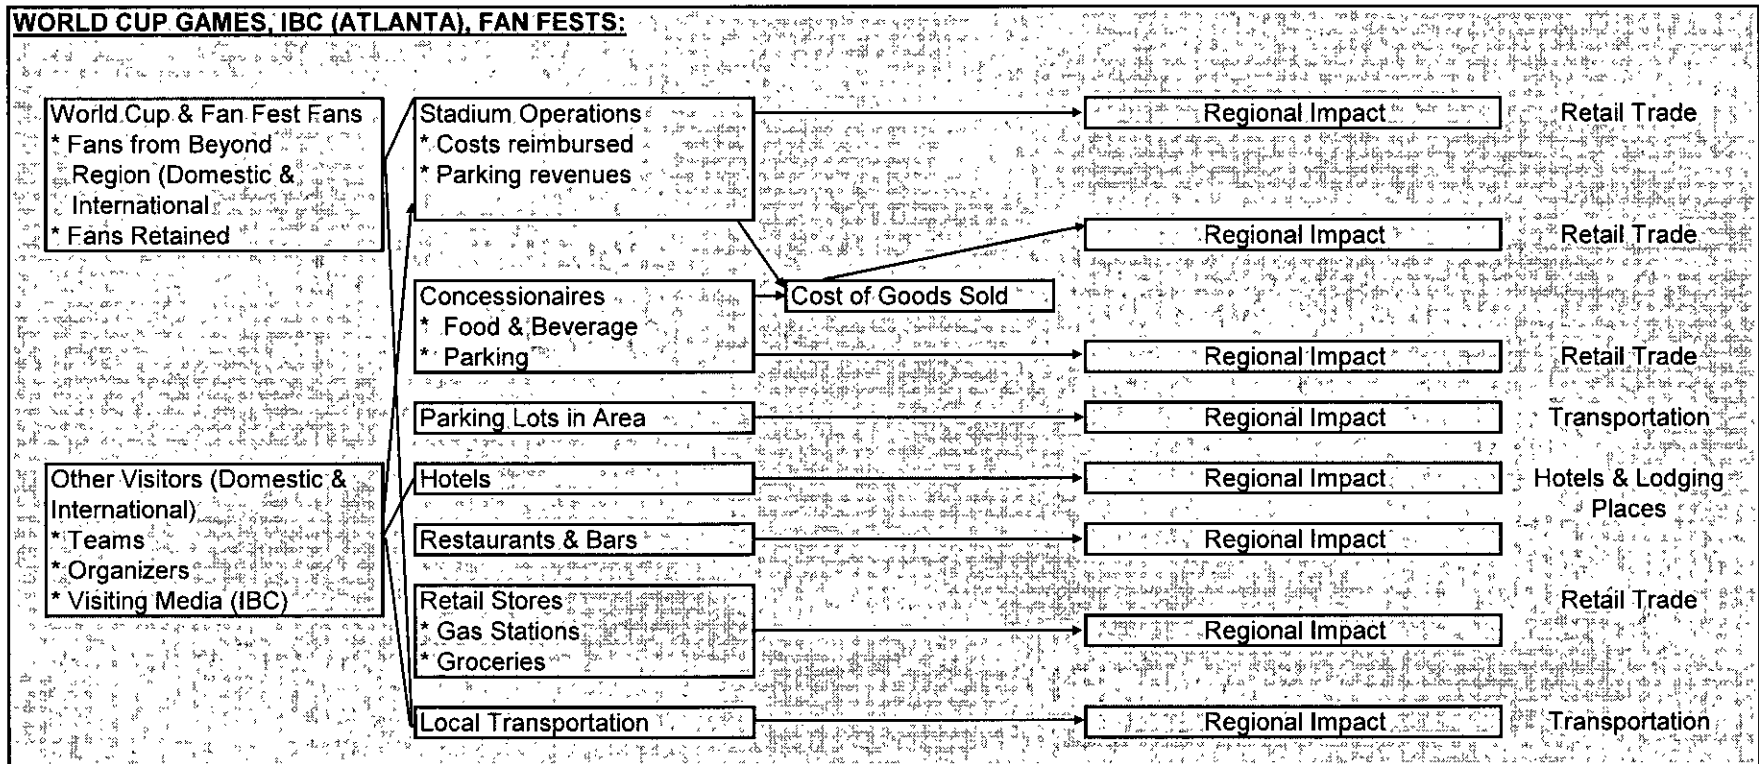 WORLD CUP GAMES, IBC (ATLANTA), FAN FESTS:
World Cup & Fan Fest Fans
* Fans from Beyond
Region (Domestic &
International
* Fans Retained
Stadium Operations
* Costs reimbursed
* Parking revenues
Regional Impact
Retail Trade
Regional Impact
Retail Trade
Concessionaires
* Food & Beverage
* Parking
Cost of Goods Sold
Regional Impact
Retail Trade
Parking Lots in Area
Regional Impact
Transportation
Other Visitors (Domestic &
International)
* Teams
* Organizers
* Visiting Media (IBC)
Hotels
Regional Impact
Hotels & Lodging
Places
Restaurants & Bars
Regional Impact
Retail Stores
* Gas Stations
* Groceries
Regional Impact
Retail Trade
Local Transportation
Regional Impact
Transportation